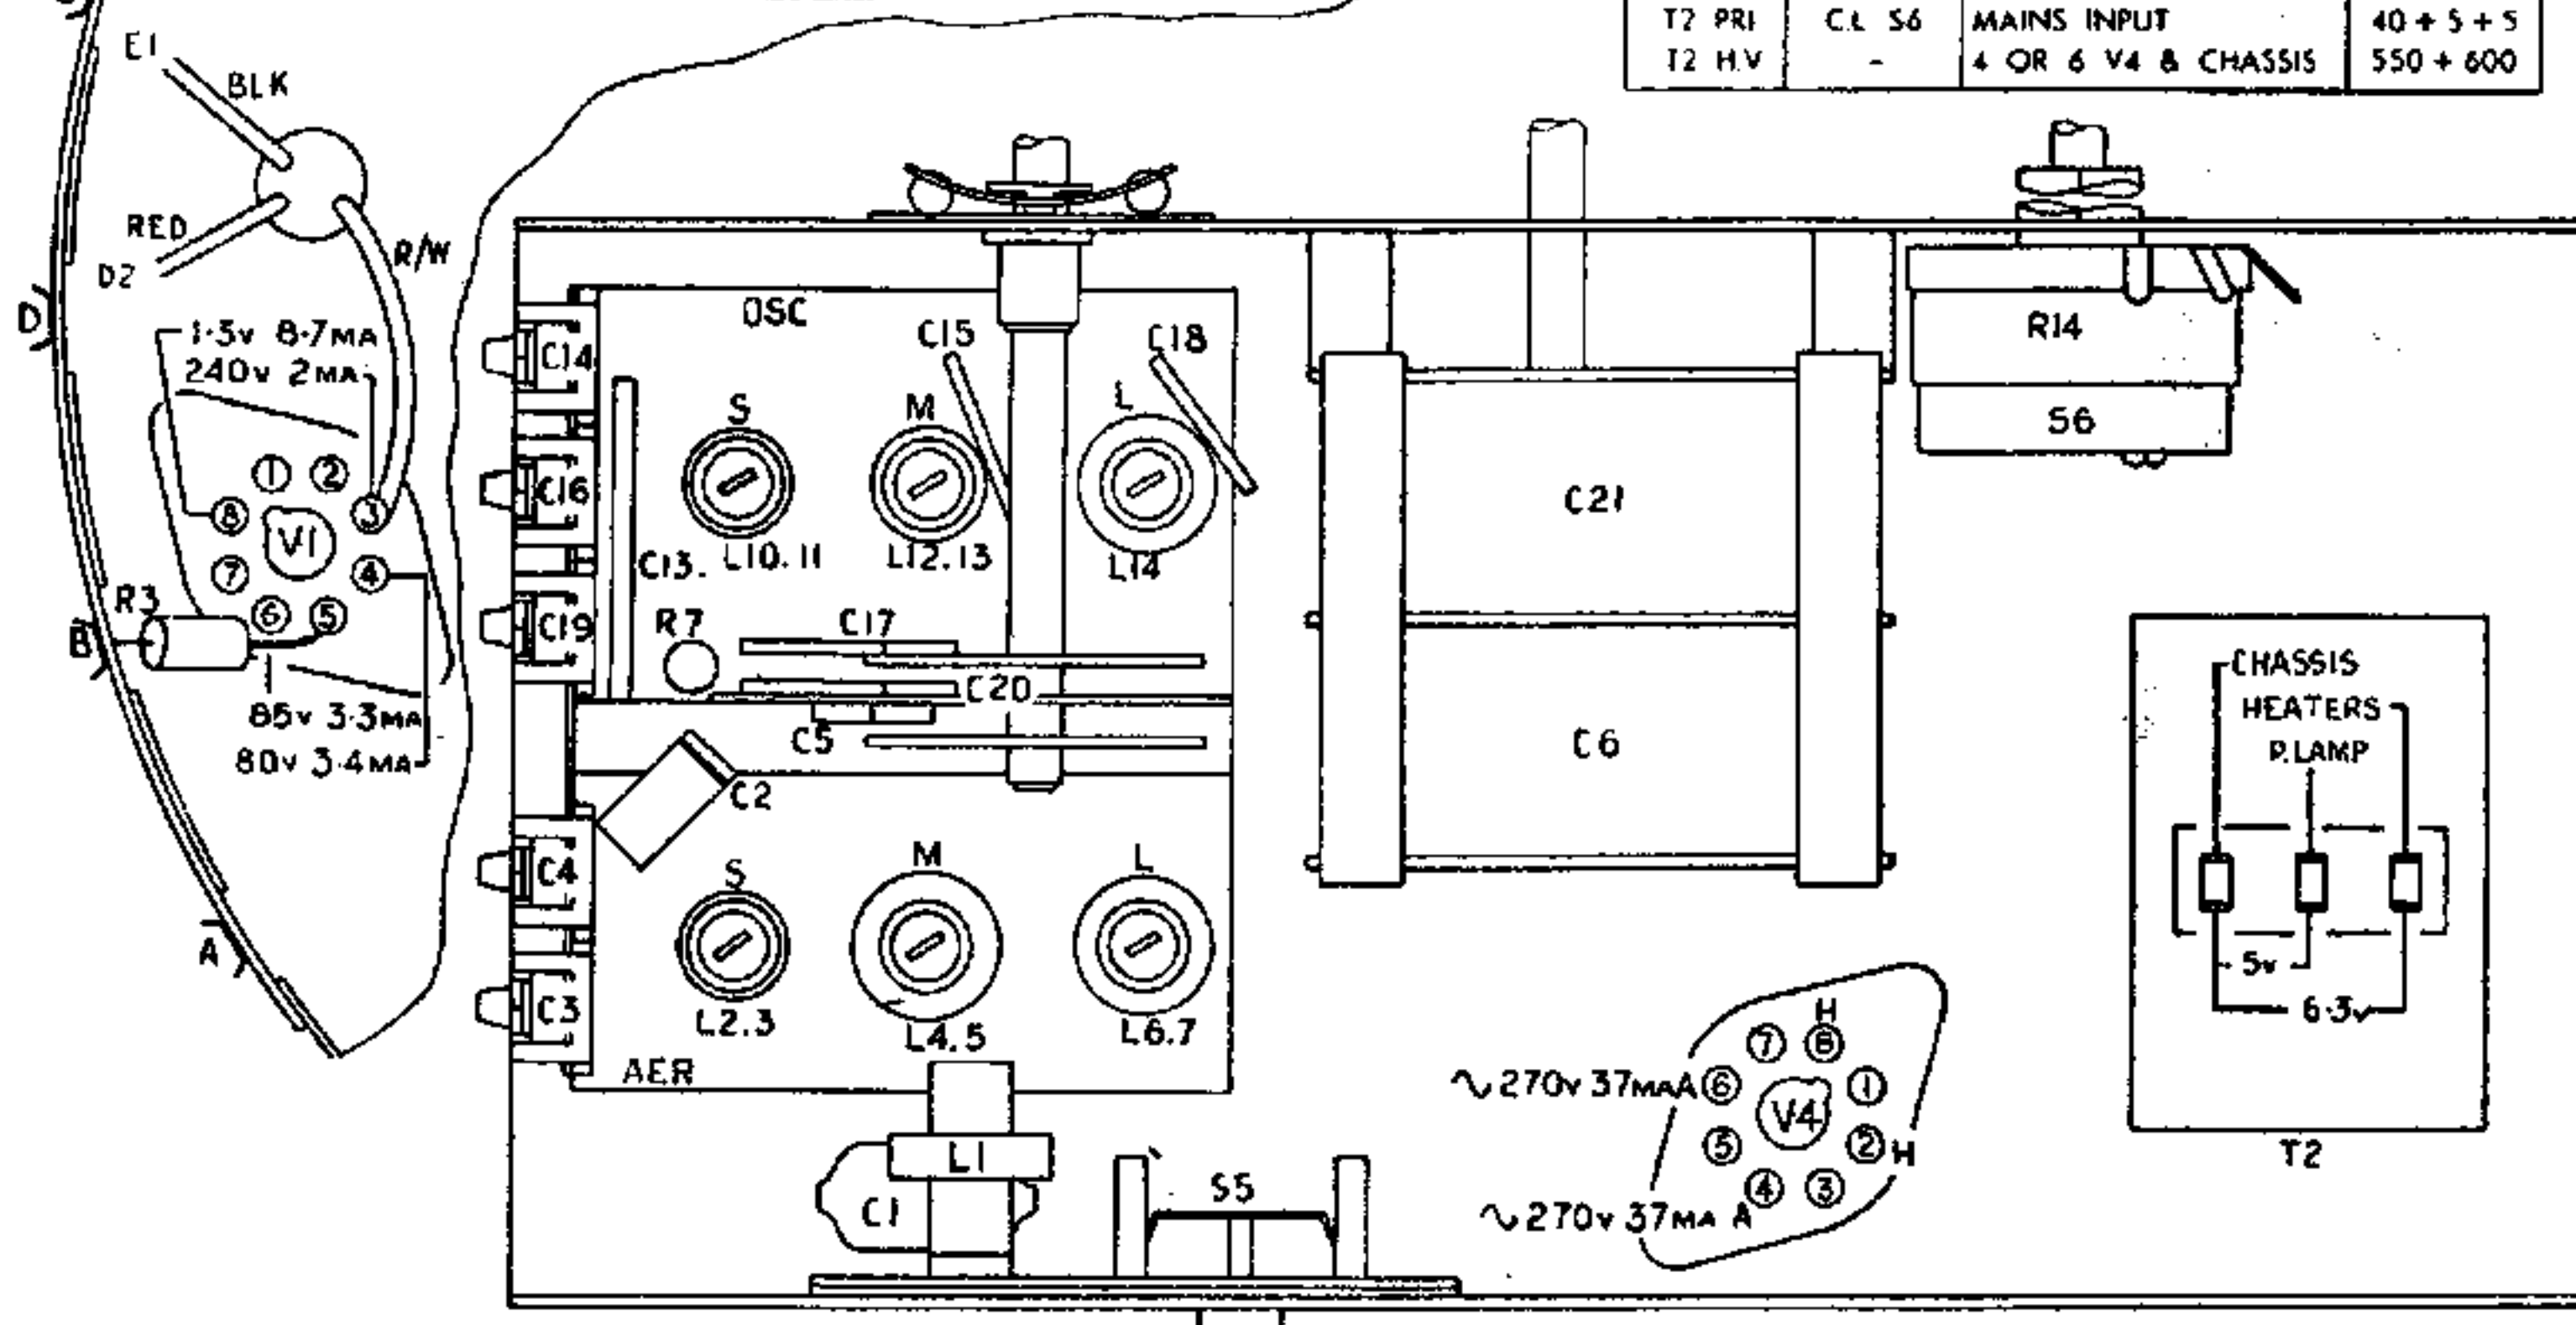 T2 PRI C.L S6 MAINS INPUT 40 + 5 + 5
T2 H.V - 4 OR 6 V4 & CHASSIS 550 + 600
E1
BLK
RED
D2
R/W
D
1·3V 8·7MA
240V 2MA
1 2
8 3
V1
7 4
6 5
R3
B
85V 3·3MA
80V 3·4MA
A
OSC
C14
C15
C18
S M L
C16
C13. L10.11 L12.13 L14
C19
R7
C17
C20
C5
C2
C4
S M L
C3
L2.3 L4.5 L6.7
AER
L1
C1
S5
C21
C6
R14
S6
CHASSIS
HEATERS
P.LAMP
5V
6·3V
T2
H
7 8
~270V 37MA A 6 1
V4
5 2 H
4 3
~270V 37MA A